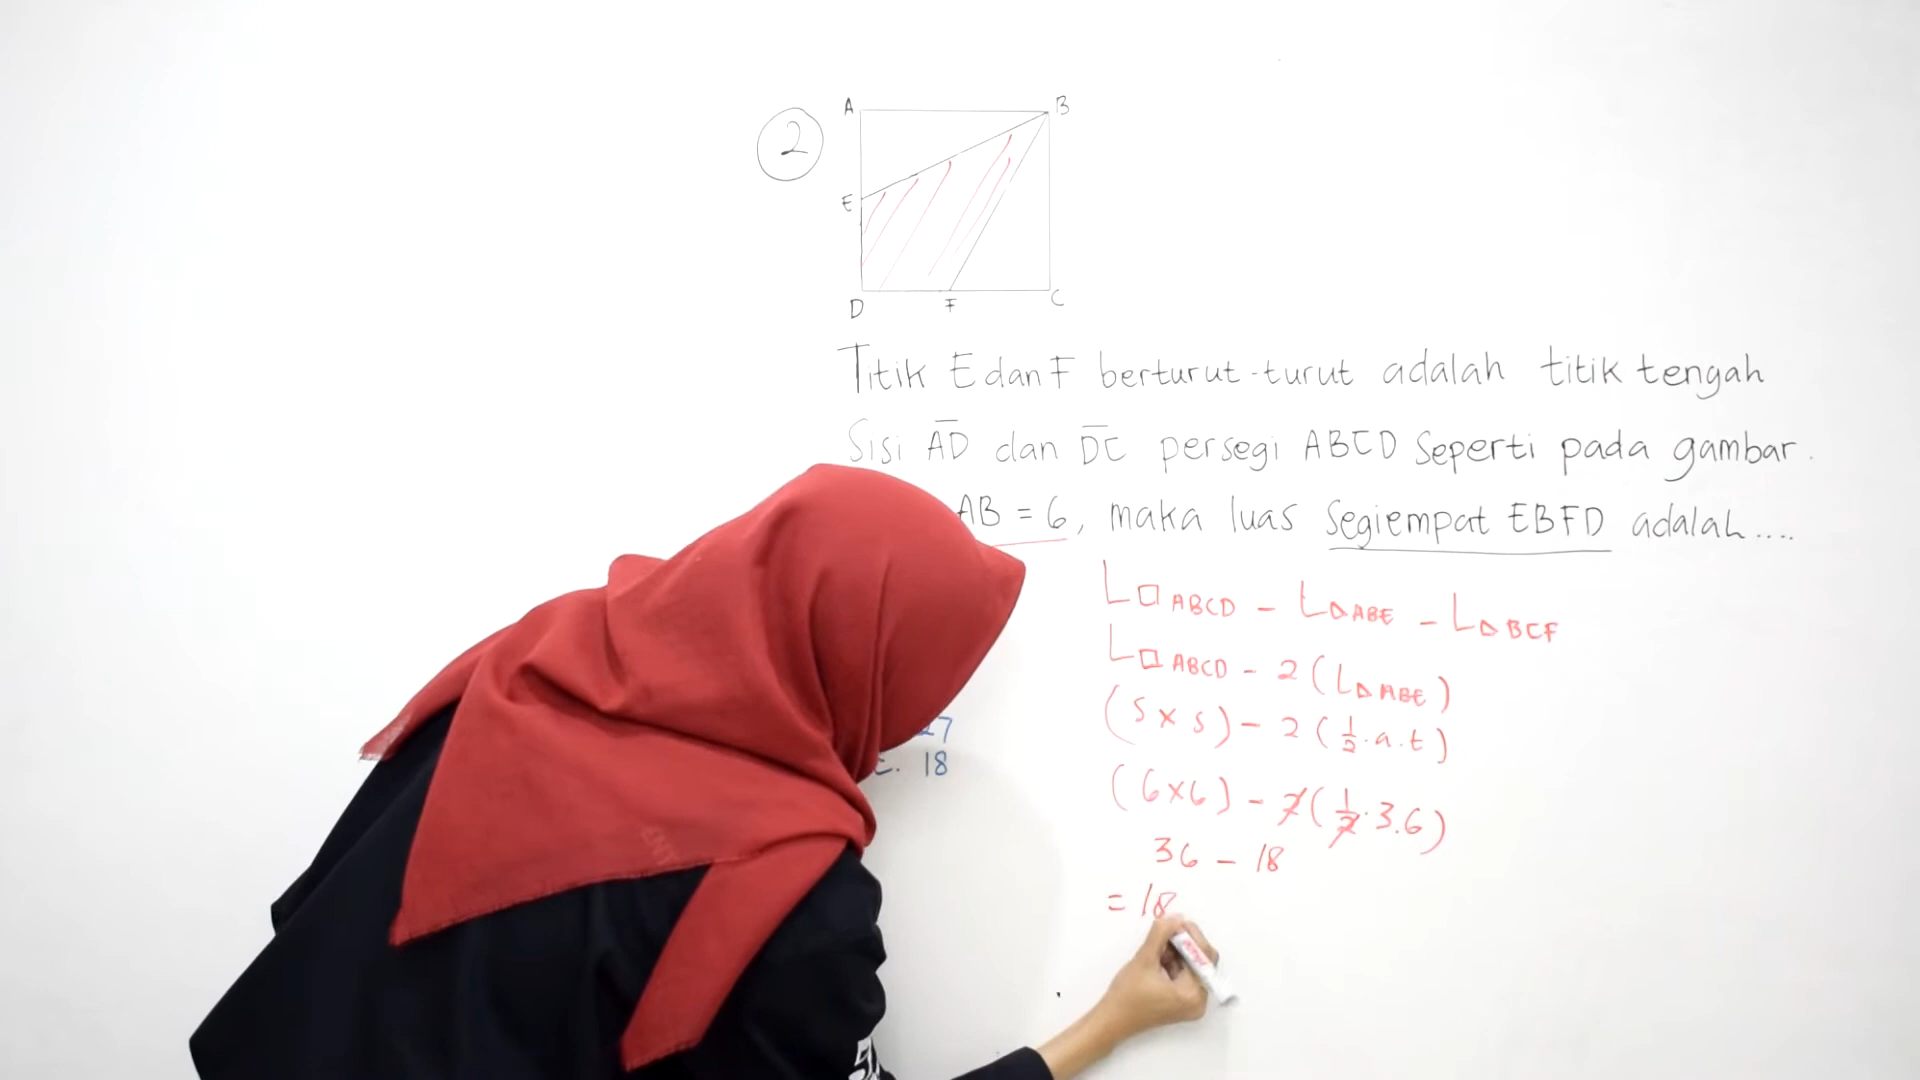 2
A B
E
D F C
Titik E dan F berturut-turut adalah titik tengah
Sisi A̅D̅ dan D̅C̅ persegi ABCD seperti pada gambar.
AB = 6, maka luas segiempat EBFD adalah....
L□ABCD - L△ABE - L△BCF
L□ABCD - 2(L△ABE)
(s×s) - 2(1/2.a.t)
(6×6) - 2(1/2.3.6)
36 - 18
= 18
27
c. 18